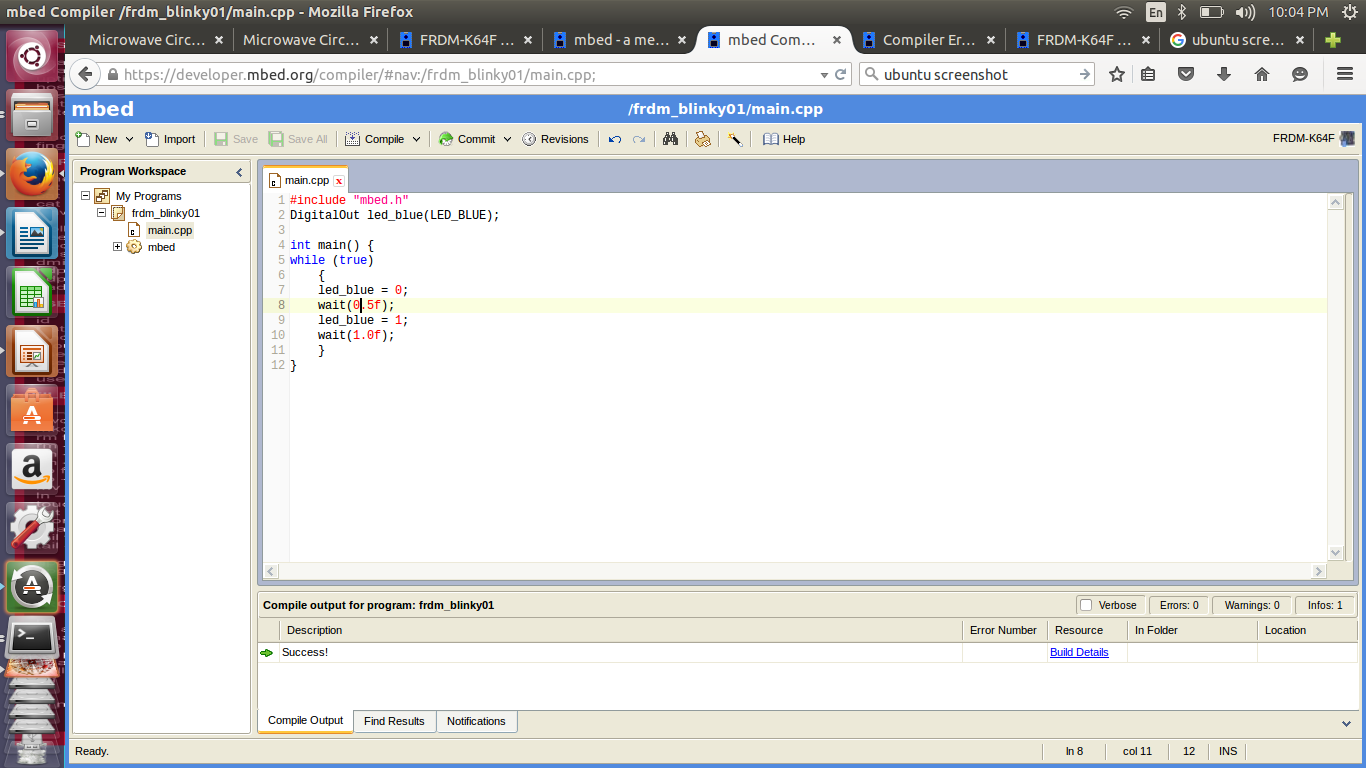 mbed Compiler /frdm_blinky01/main.cpp - Mozilla Firefox
En
10:04 PM
Microwave Circ... × Microwave Circ... × FRDM-K64F ... × mbed - a me... × mbed Com... × Compiler Er... × FRDM-K64F ... × ubuntu scre... ×
https://developer.mbed.org/compiler/#nav:/frdm_blinky01/main.cpp;
ubuntu screenshot
mbed
/frdm_blinky01/main.cpp
New Import Save Save All Compile Commit Revisions Help
FRDM-K64F
Program Workspace
My Programs
frdm_blinky01
main.cpp
mbed
main.cpp x
1 #include "mbed.h"
2 DigitalOut led_blue(LED_BLUE);
3
4 int main() {
5 while (true)
6 {
7 led_blue = 0;
8 wait(0.5f);
9 led_blue = 1;
10 wait(1.0f);
11 }
12 }
Compile output for program: frdm_blinky01
Verbose Errors: 0 Warnings: 0 Infos: 1
Description Error Number Resource In Folder Location
Success! Build Details
Compile Output Find Results Notifications
Ready.
ln 8 col 11 12 INS